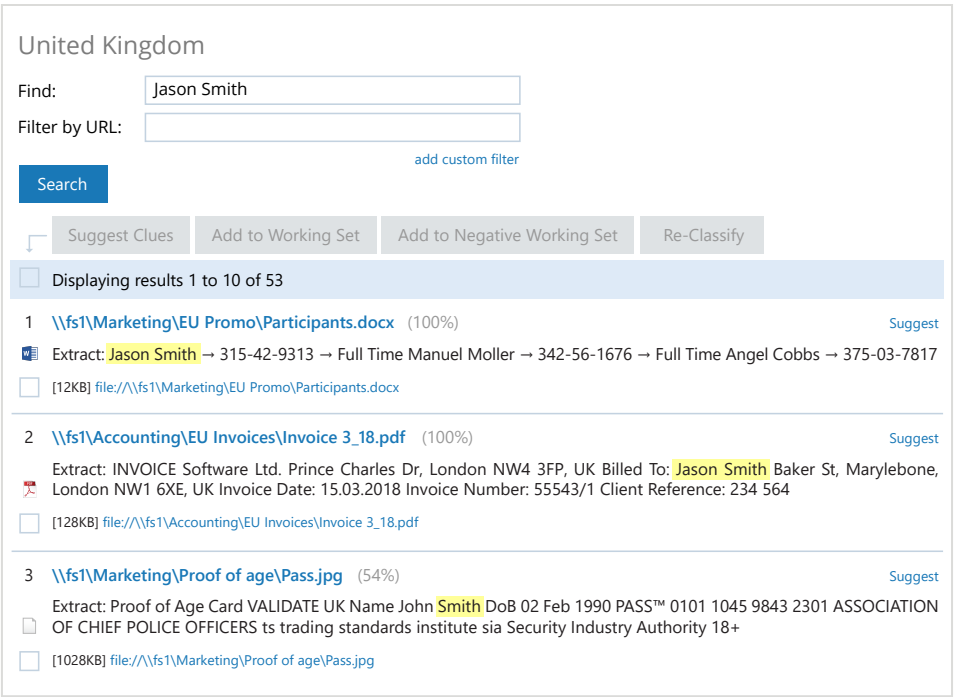 United Kingdom
Find: Jason Smith
Filter by URL:
add custom filter
Search
Suggest Clues Add to Working Set Add to Negative Working Set Re-Classify
Displaying results 1 to 10 of 53
1 \\fs1\Marketing\EU Promo\Participants.docx (100%) Suggest
Extract: Jason Smith → 315-42-9313 → Full Time Manuel Moller → 342-56-1676 → Full Time Angel Cobbs → 375-03-7817
[12KB] file://\\fs1\Marketing\EU Promo\Participants.docx
2 \\fs1\Accounting\EU Invoices\Invoice 3_18.pdf (100%) Suggest
Extract: INVOICE Software Ltd. Prince Charles Dr, London NW4 3FP, UK Billed To: Jason Smith Baker St, Marylebone,
London NW1 6XE, UK Invoice Date: 15.03.2018 Invoice Number: 55543/1 Client Reference: 234 564
[128KB] file://\\fs1\Accounting\EU Invoices\Invoice 3_18.pdf
3 \\fs1\Marketing\Proof of age\Pass.jpg (54%) Suggest
Extract: Proof of Age Card VALIDATE UK Name John Smith DoB 02 Feb 1990 PASS™ 0101 1045 9843 2301 ASSOCIATION
OF CHIEF POLICE OFFICERS ts trading standards institute sia Security Industry Authority 18+
[1028KB] file://\\fs1\Marketing\Proof of age\Pass.jpg